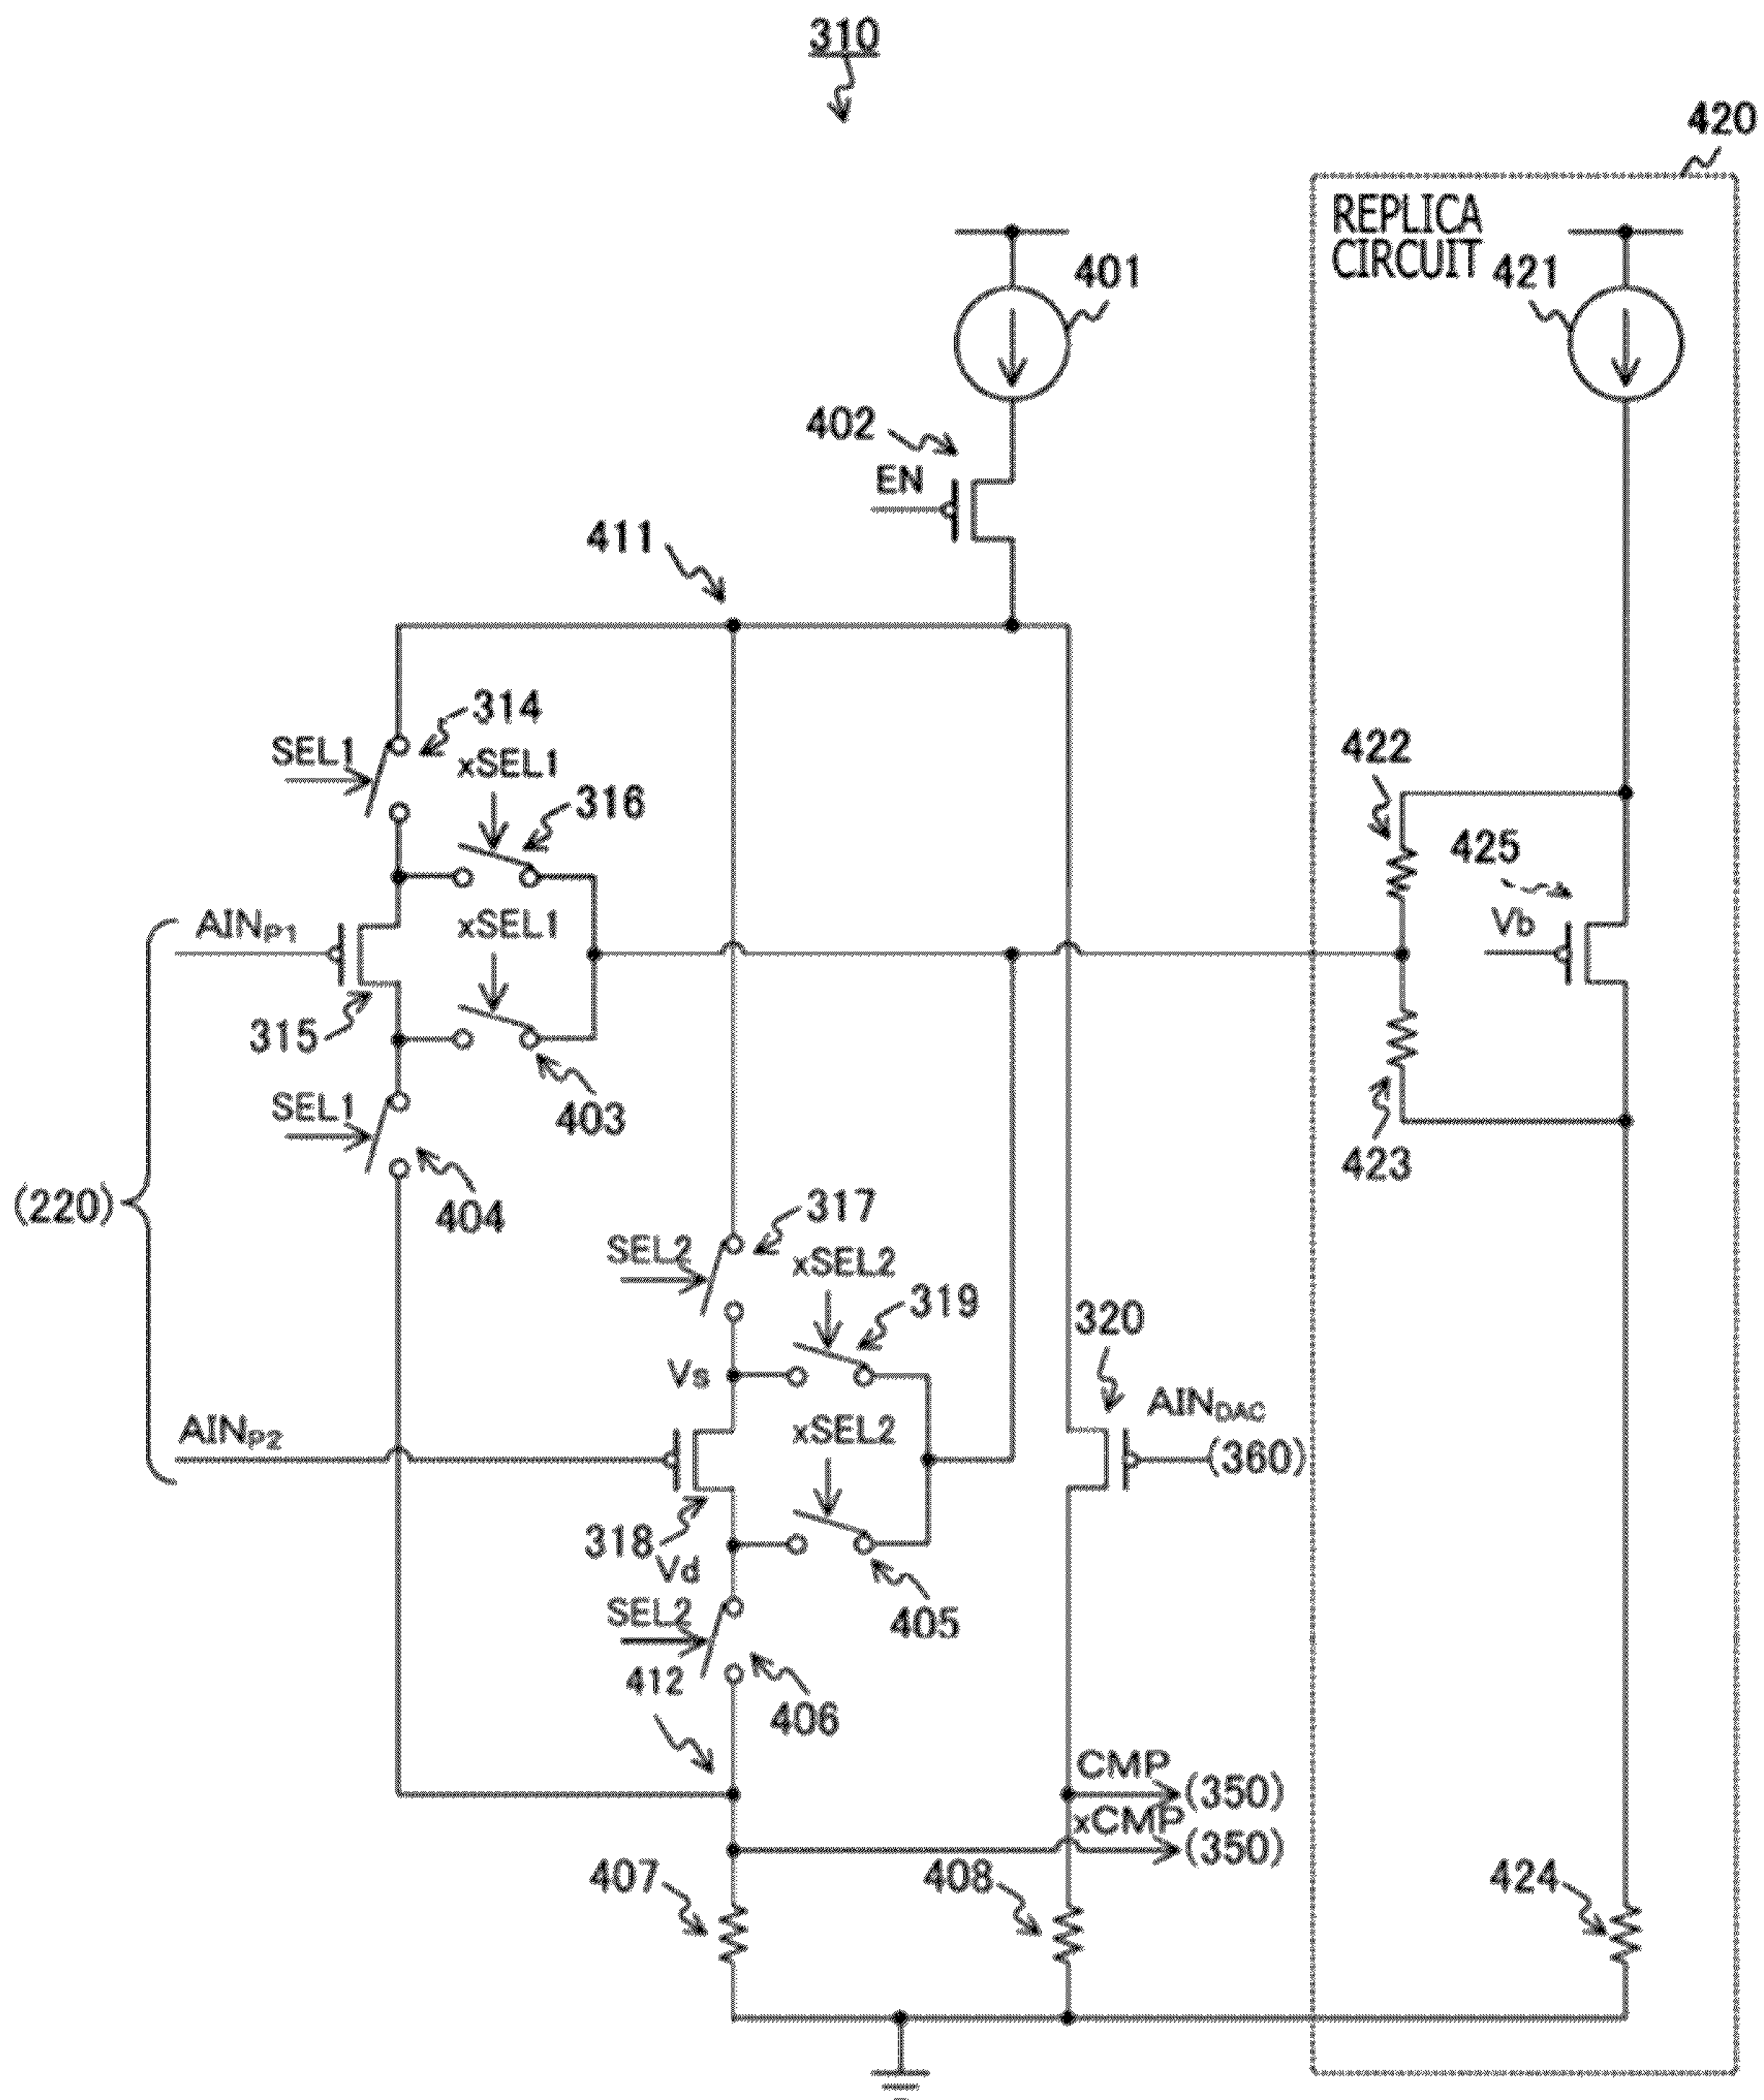 310
420
REPLICA
CIRCUIT
401
421
402
EN
411
314
SEL1
xSEL1
316
422
425
Vb
AINP1
xSEL1
315
SEL1
403
423
404
(220)
317
SEL2
xSEL2
319
320
Vs
AINDAC
(360)
AINP2
xSEL2
318
Vd
SEL2
405
412
406
CMP
(350)
xCMP
(350)
407
408
424